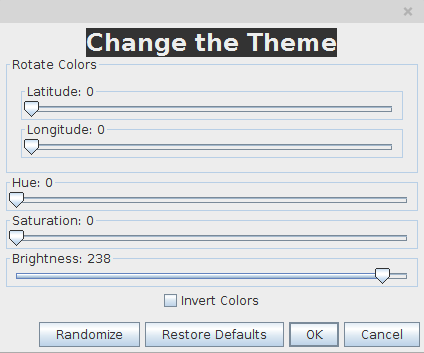 Change the Theme
Rotate Colors
Latitude: 0
Longitude: 0
Hue: 0
Saturation: 0
Brightness: 238
Invert Colors
Randomize Restore Defaults OK Cancel